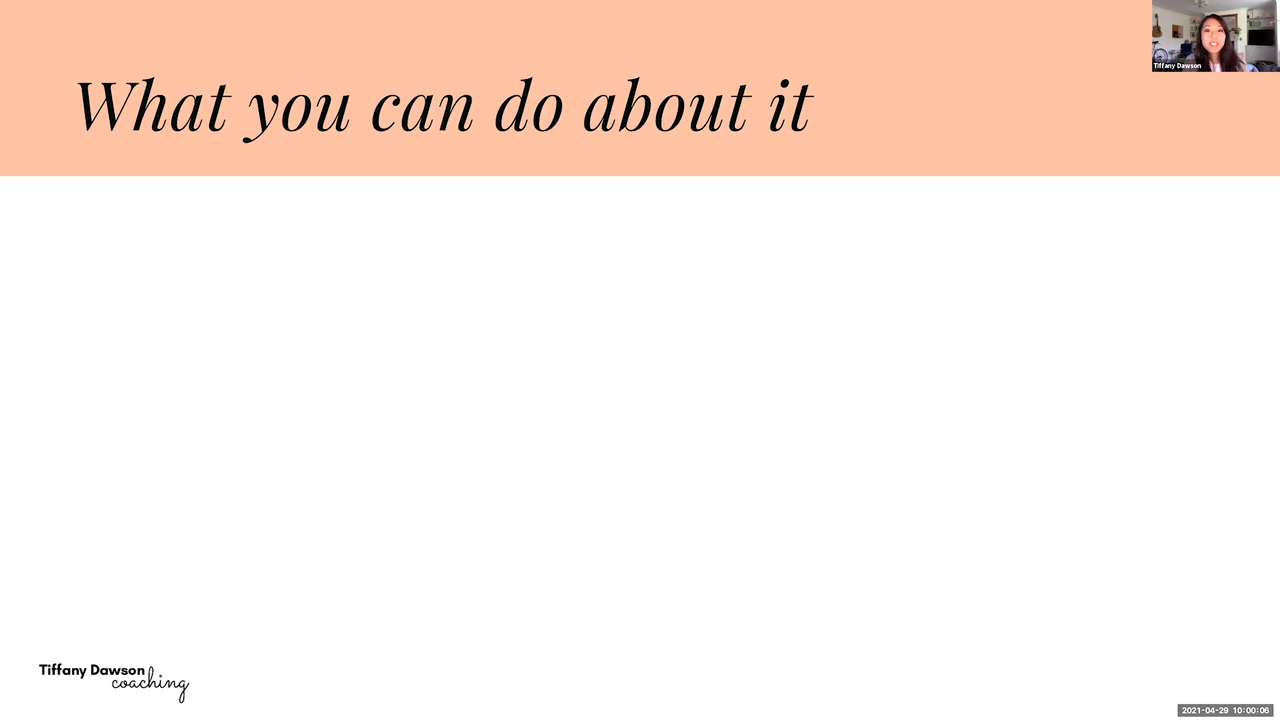 What you can do about it
Tiffany Dawson
Tiffany Dawson
coaching
2021-04-29 10:00:06